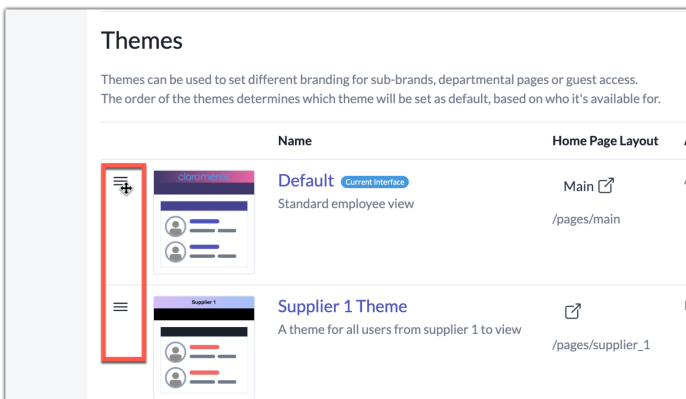 Themes
Themes can be used to set different branding for sub-brands, departmental pages or guest access.
The order of the themes determines which theme will be set as default, based on who it's available for.
Name Home Page Layout
claromentis
Default Current Interface
Standard employee view
Main
/pages/main
Supplier 1
Supplier 1 Theme
A theme for all users from supplier 1 to view
/pages/supplier_1